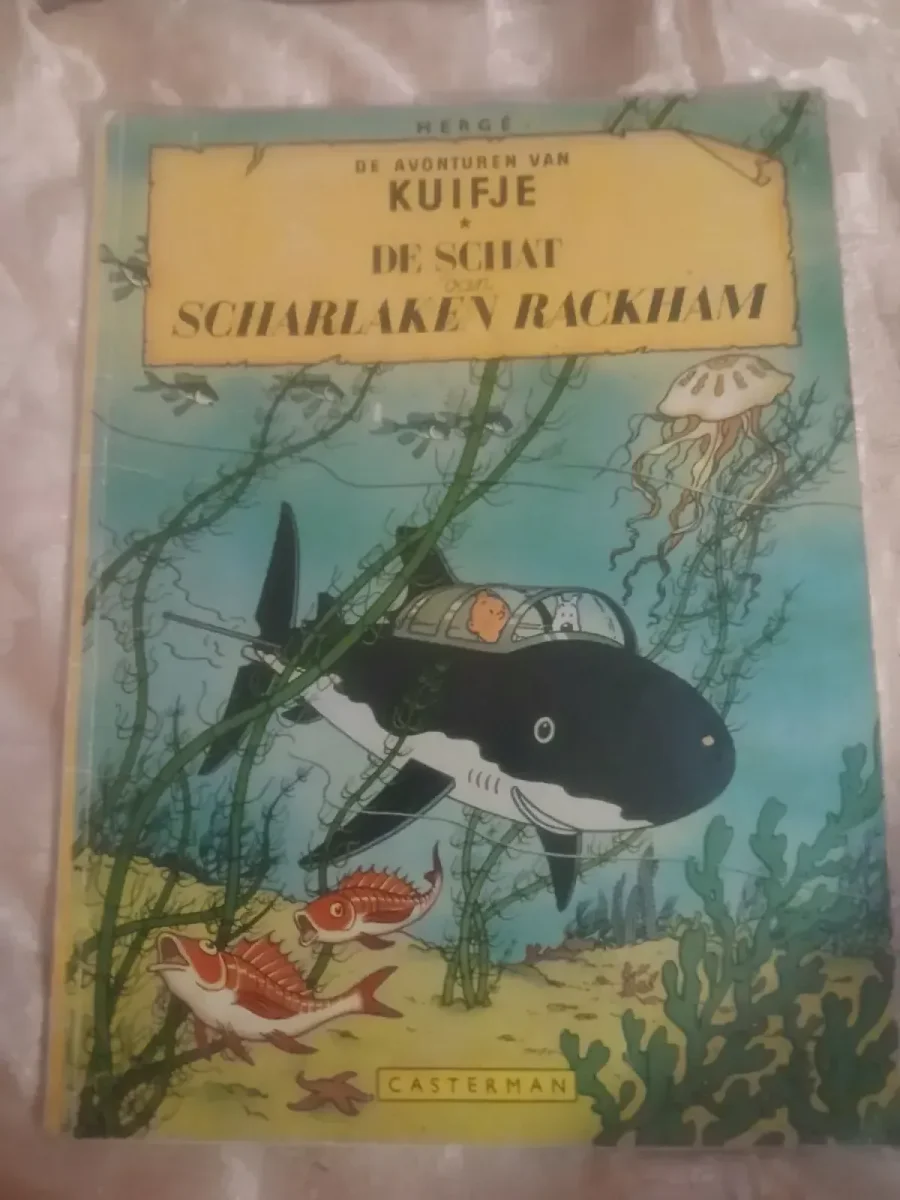 HERGÉ
DE AVONTUREN VAN
KUIFJE
*
DE SCHAT
van
SCHARLAKEN RACKHAM
CASTERMAN